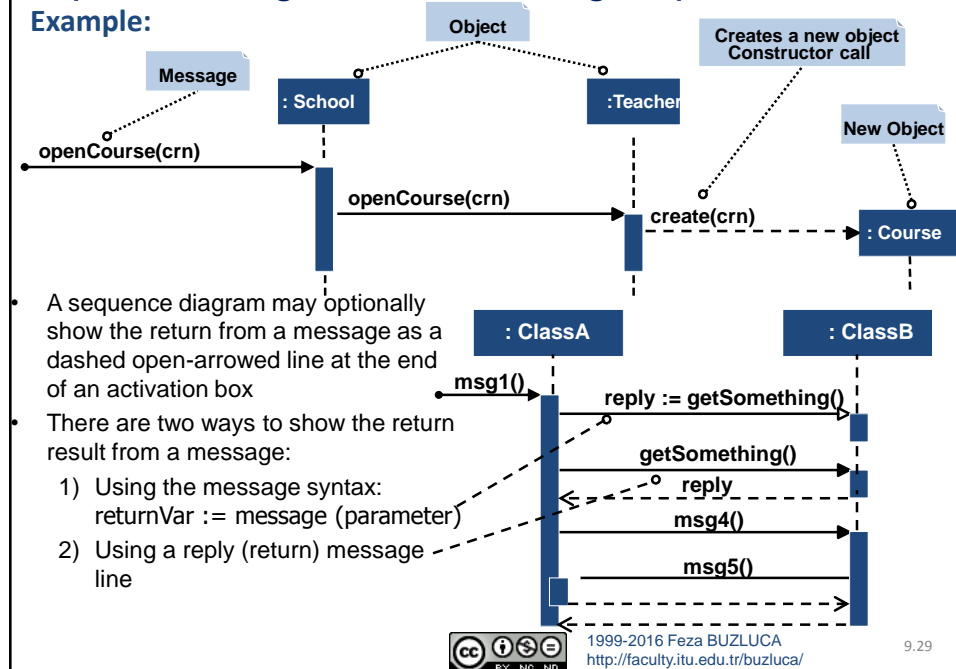 Example:
Object
Creates a new object
Constructor call
Message
: School
:Teacher
New Object
openCourse(crn)
openCourse(crn)
create(crn)
: Course
• A sequence diagram may optionally
show the return from a message as a
dashed open-arrowed line at the end
of an activation box
• There are two ways to show the return
result from a message:
1) Using the message syntax:
returnVar := message (parameter)
2) Using a reply (return) message
line
: ClassA
: ClassB
msg1()
reply := getSomething()
getSomething()
reply
msg4()
msg5()
cc
BY NC ND
1999-2016 Feza BUZLUCA
http://faculty.itu.edu.tr/buzluca/
9.29